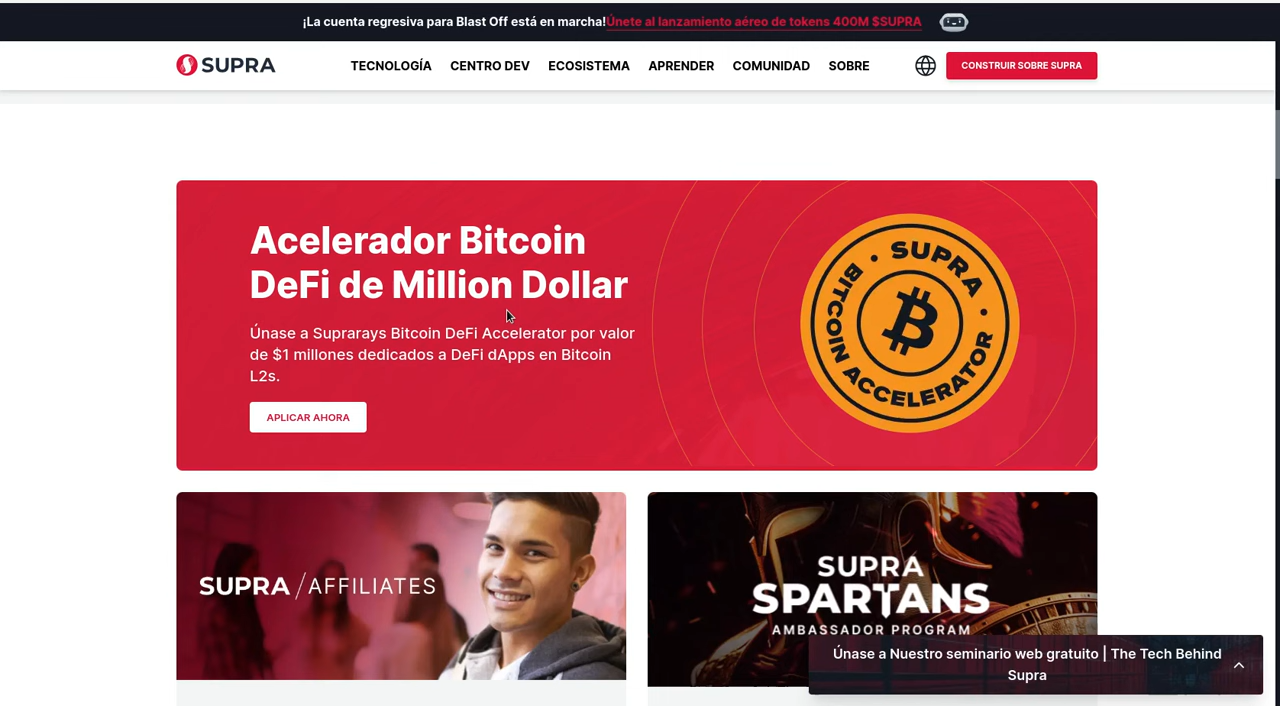 ¡La cuenta regresiva para Blast Off está en marcha!Únete al lanzamiento aéreo de tokens 400M $SUPRA
SUPRA
TECNOLOGÍA CENTRO DEV ECOSISTEMA APRENDER COMUNIDAD SOBRE
CONSTRUIR SOBRE SUPRA
Acelerador Bitcoin
DeFi de Million Dollar
Únase a Suprarays Bitcoin DeFi Accelerator por valor
de $1 millones dedicados a DeFi dApps en Bitcoin
L2s.
APLICAR AHORA
• SUPRA •
BITCOIN ACCELERATOR
SUPRA / AFFILIATES
SUPRA
SPARTANS
AMBASSADOR PROGRAM
Únase a Nuestro seminario web gratuito | The Tech Behind
Supra